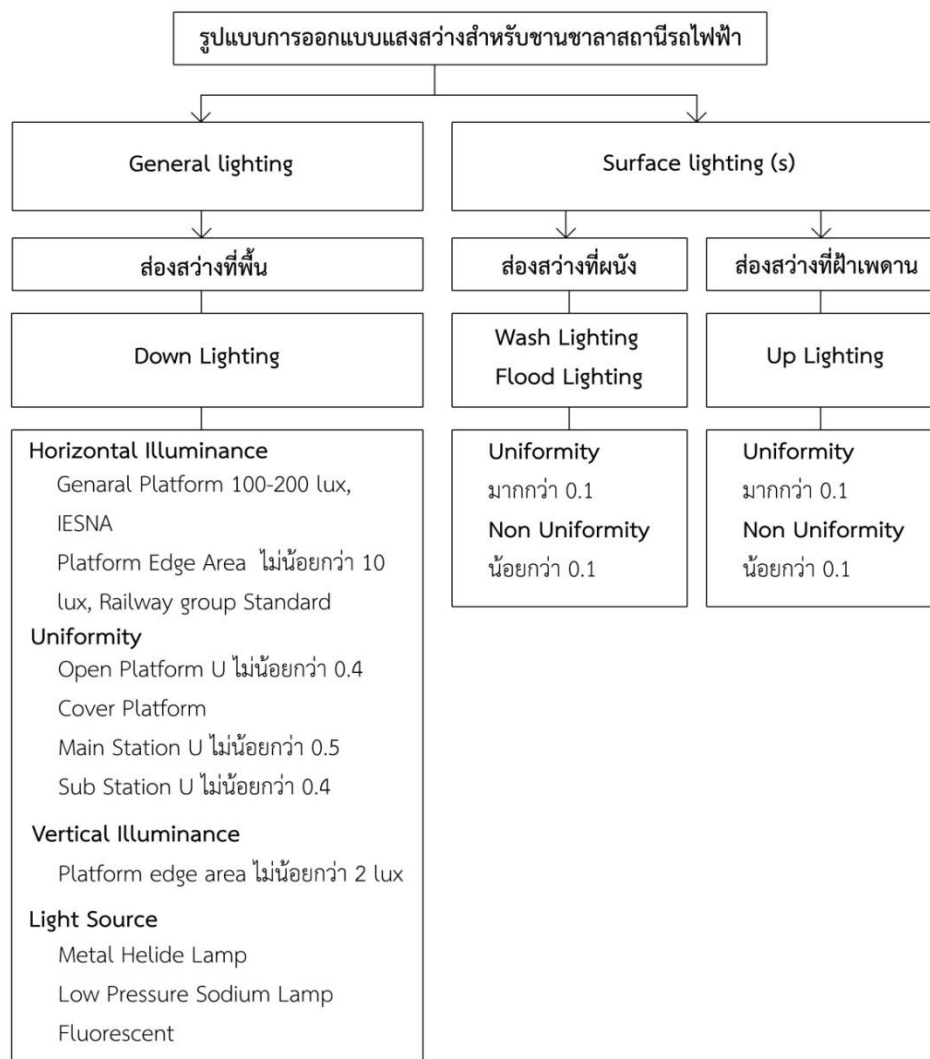 รูปแบบการออกแบบแสงสว่างสำหรับชานชาลาสถานีรถไฟฟ้า
General lighting
Surface lighting (s)
ส่องสว่างที่พื้น
ส่องสว่างที่ผนัง
ส่องสว่างที่ฝ้าเพดาน
Down Lighting
Wash Lighting
Flood Lighting
Up Lighting
Horizontal Illuminance
Genaral Platform 100-200 lux,
IESNA
Platform Edge Area ไม่น้อยกว่า 10
lux, Railway group Standard
Uniformity
Open Platform U ไม่น้อยกว่า 0.4
Cover Platform
Main Station U ไม่น้อยกว่า 0.5
Sub Station U ไม่น้อยกว่า 0.4
Vertical Illuminance
Platform edge area ไม่น้อยกว่า 2 lux
Light Source
Metal Helide Lamp
Low Pressure Sodium Lamp
Fluorescent
Uniformity
มากกว่า 0.1
Non Uniformity
น้อยกว่า 0.1
Uniformity
มากกว่า 0.1
Non Uniformity
น้อยกว่า 0.1